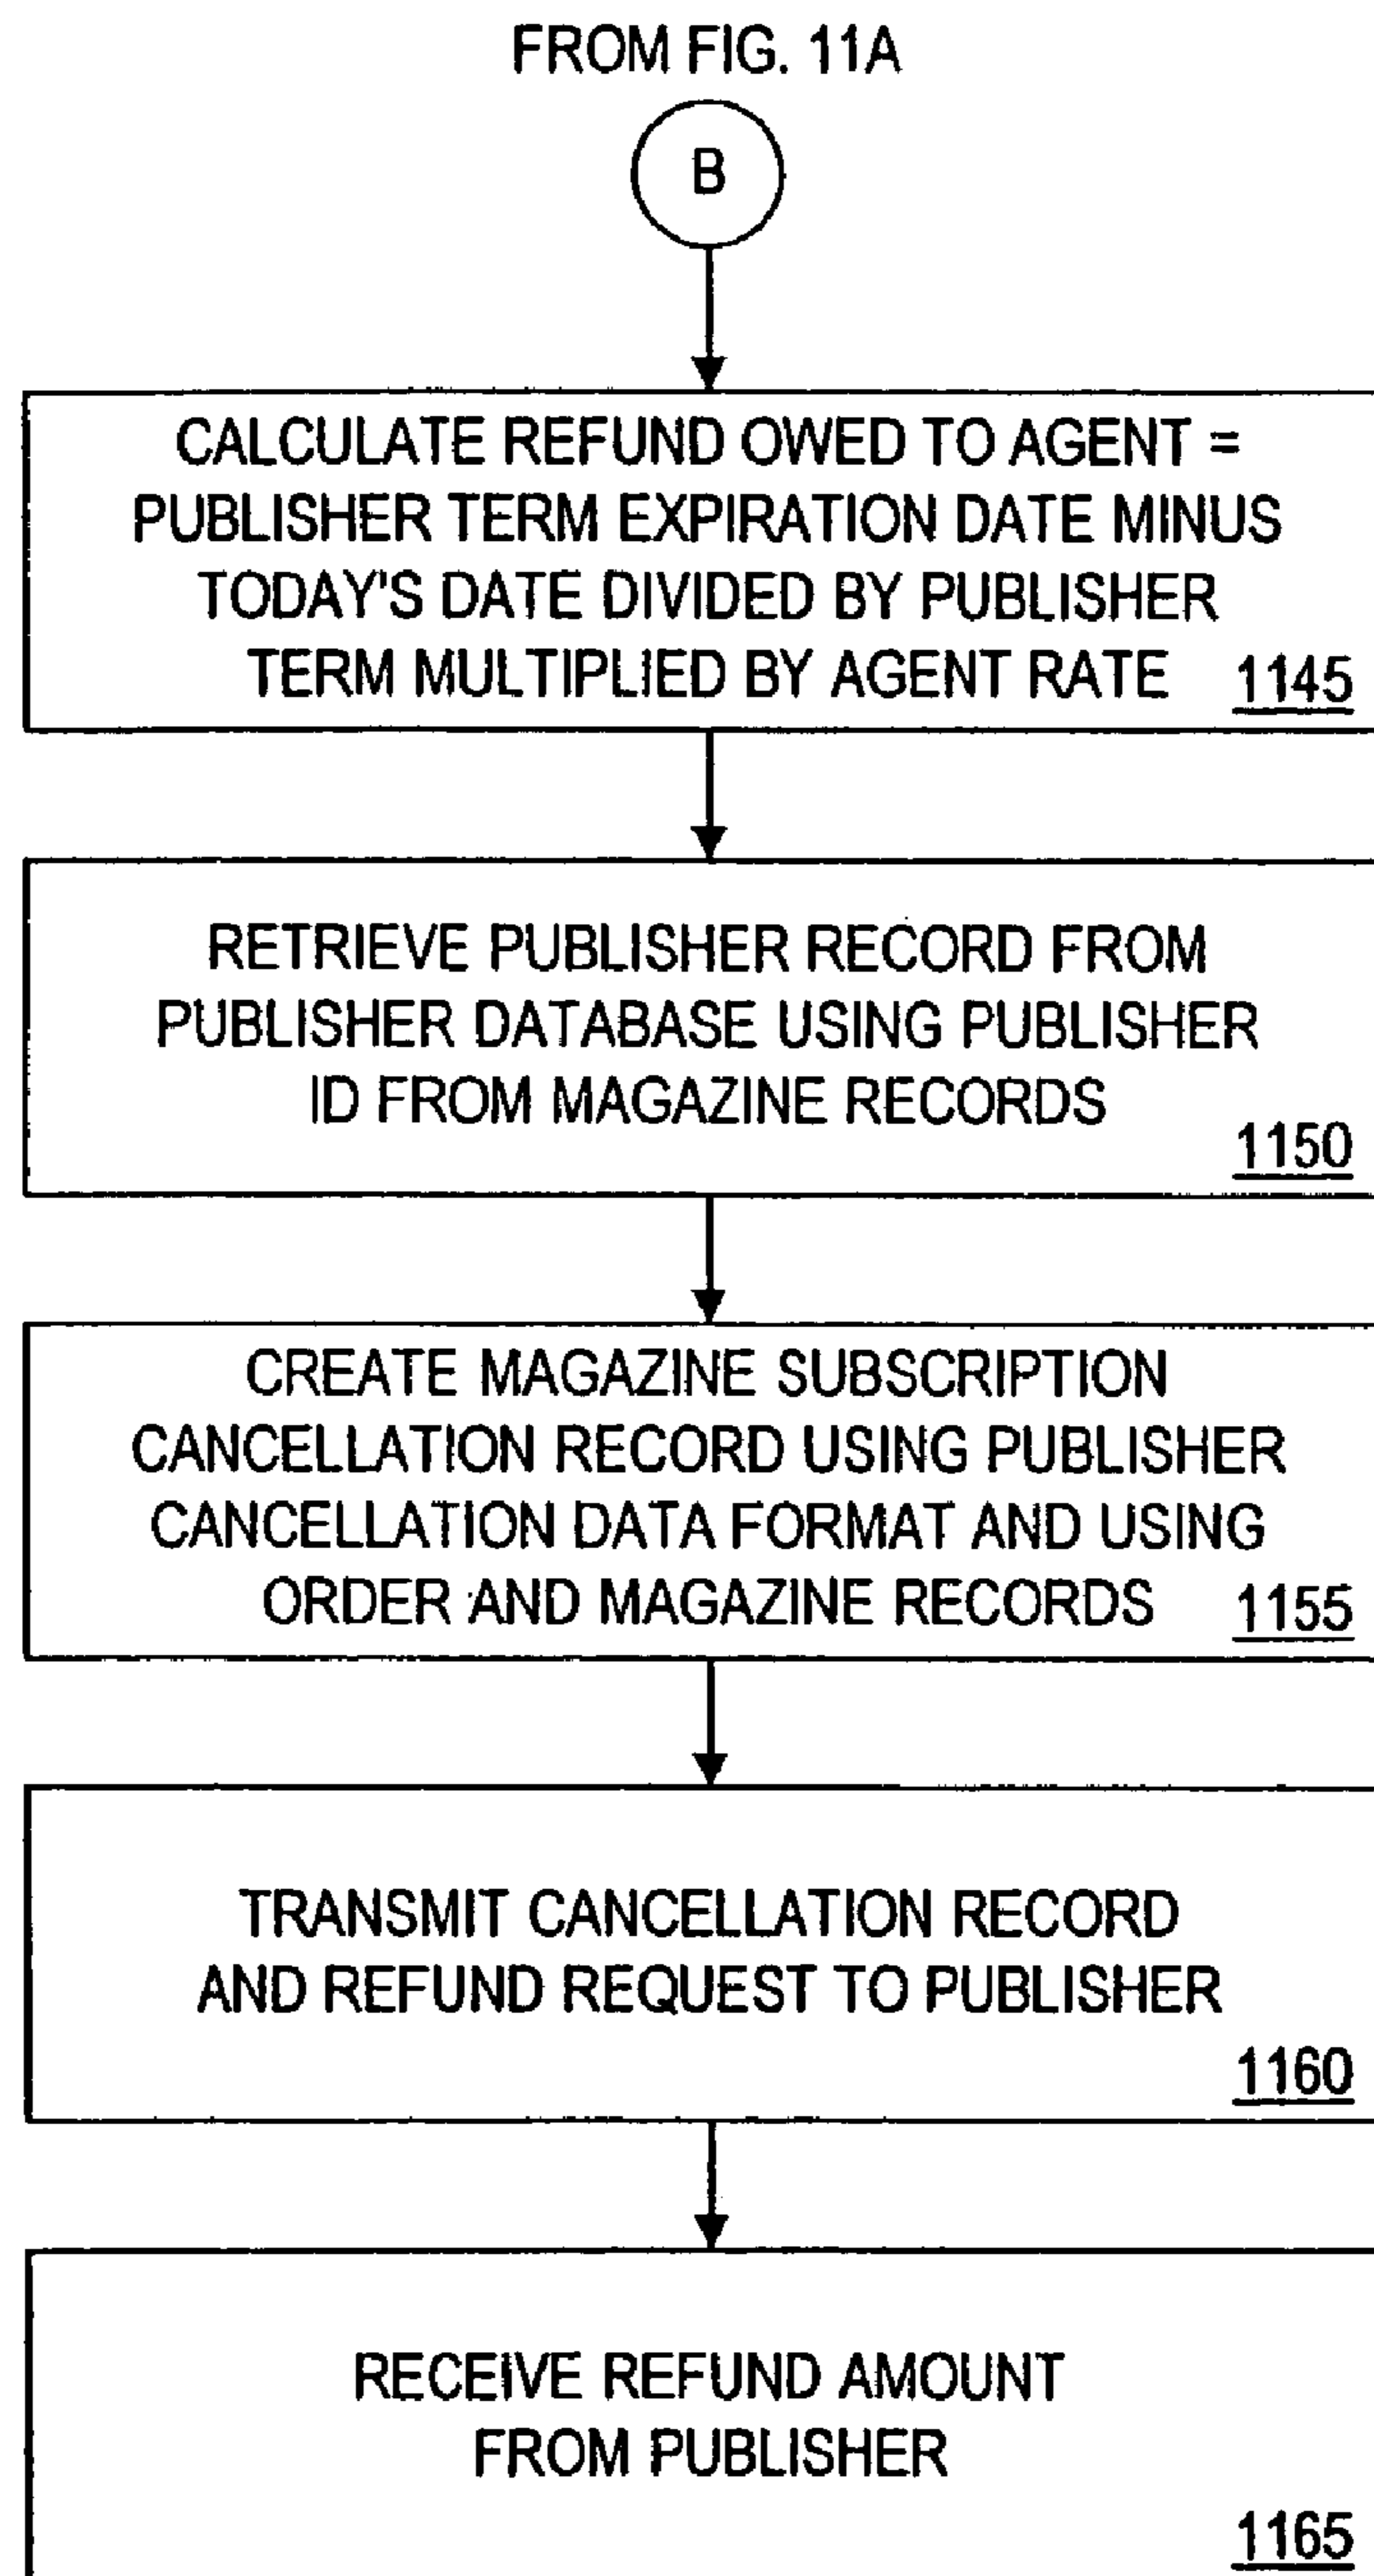 FROM FIG. 11A
B
CALCULATE REFUND OWED TO AGENT =
PUBLISHER TERM EXPIRATION DATE MINUS
TODAY'S DATE DIVIDED BY PUBLISHER
TERM MULTIPLIED BY AGENT RATE 1145
RETRIEVE PUBLISHER RECORD FROM
PUBLISHER DATABASE USING PUBLISHER
ID FROM MAGAZINE RECORDS
1150
CREATE MAGAZINE SUBSCRIPTION
CANCELLATION RECORD USING PUBLISHER
CANCELLATION DATA FORMAT AND USING
ORDER AND MAGAZINE RECORDS 1155
TRANSMIT CANCELLATION RECORD
AND REFUND REQUEST TO PUBLISHER
1160
RECEIVE REFUND AMOUNT
FROM PUBLISHER
1165